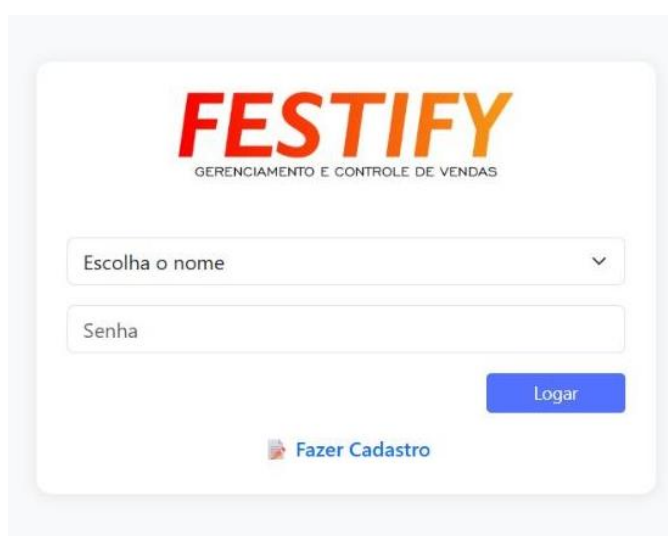 FESTIFY
GERENCIAMENTO E CONTROLE DE VENDAS
Escolha o nome
Senha
Logar
Fazer Cadastro